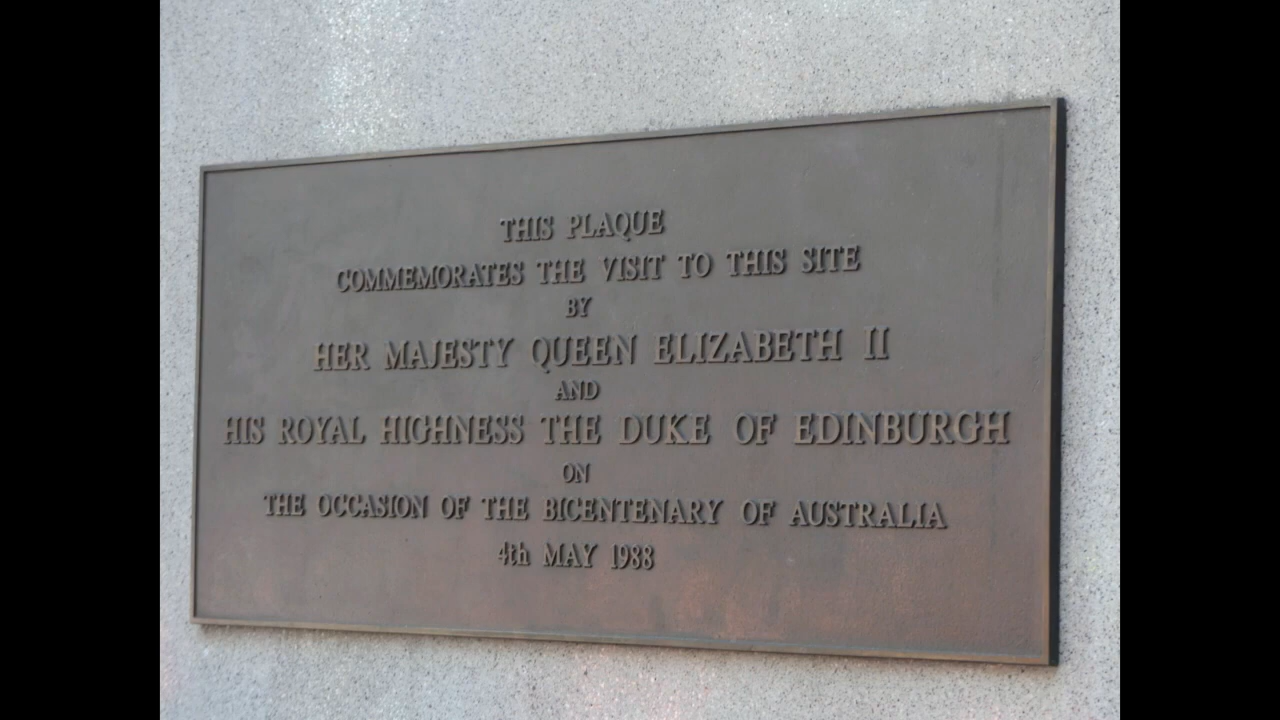 THIS PLAQUE
COMMEMORATES THE VISIT TO THIS SITE
BY
HER MAJESTY QUEEN ELIZABETH II
AND
HIS ROYAL HIGHNESS THE DUKE OF EDINBURGH
ON
THE OCCASION OF THE BICENTENARY OF AUSTRALIA
4th MAY 1988